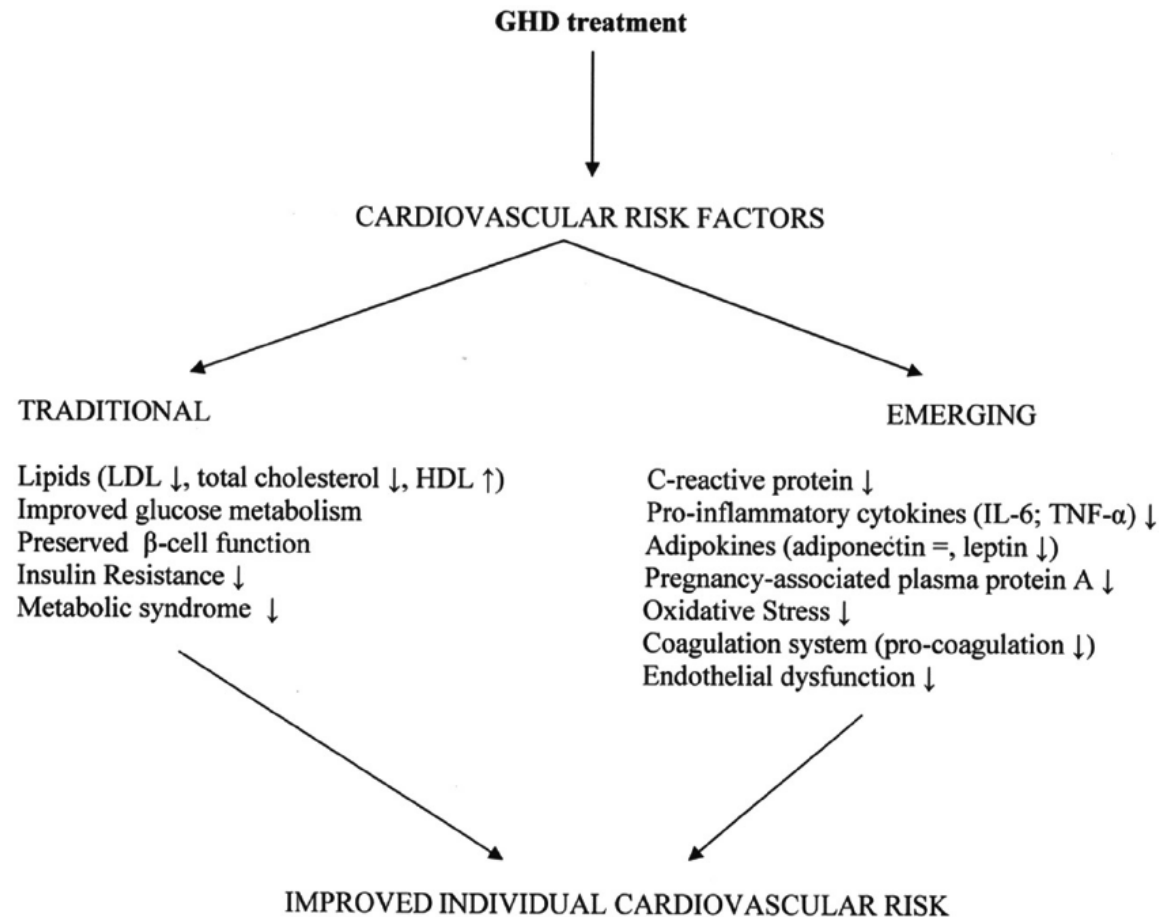 GHD treatment
CARDIOVASCULAR RISK FACTORS
TRADITIONAL
Lipids (LDL ↓, total cholesterol ↓, HDL ↑)
Improved glucose metabolism
Preserved β-cell function
Insulin Resistance ↓
Metabolic syndrome ↓
EMERGING
C-reactive protein ↓
Pro-inflammatory cytokines (IL-6; TNF-α) ↓
Adipokines (adiponectin =, leptin ↓)
Pregnancy-associated plasma protein A ↓
Oxidative Stress ↓
Coagulation system (pro-coagulation ↓)
Endothelial dysfunction ↓
IMPROVED INDIVIDUAL CARDIOVASCULAR RISK